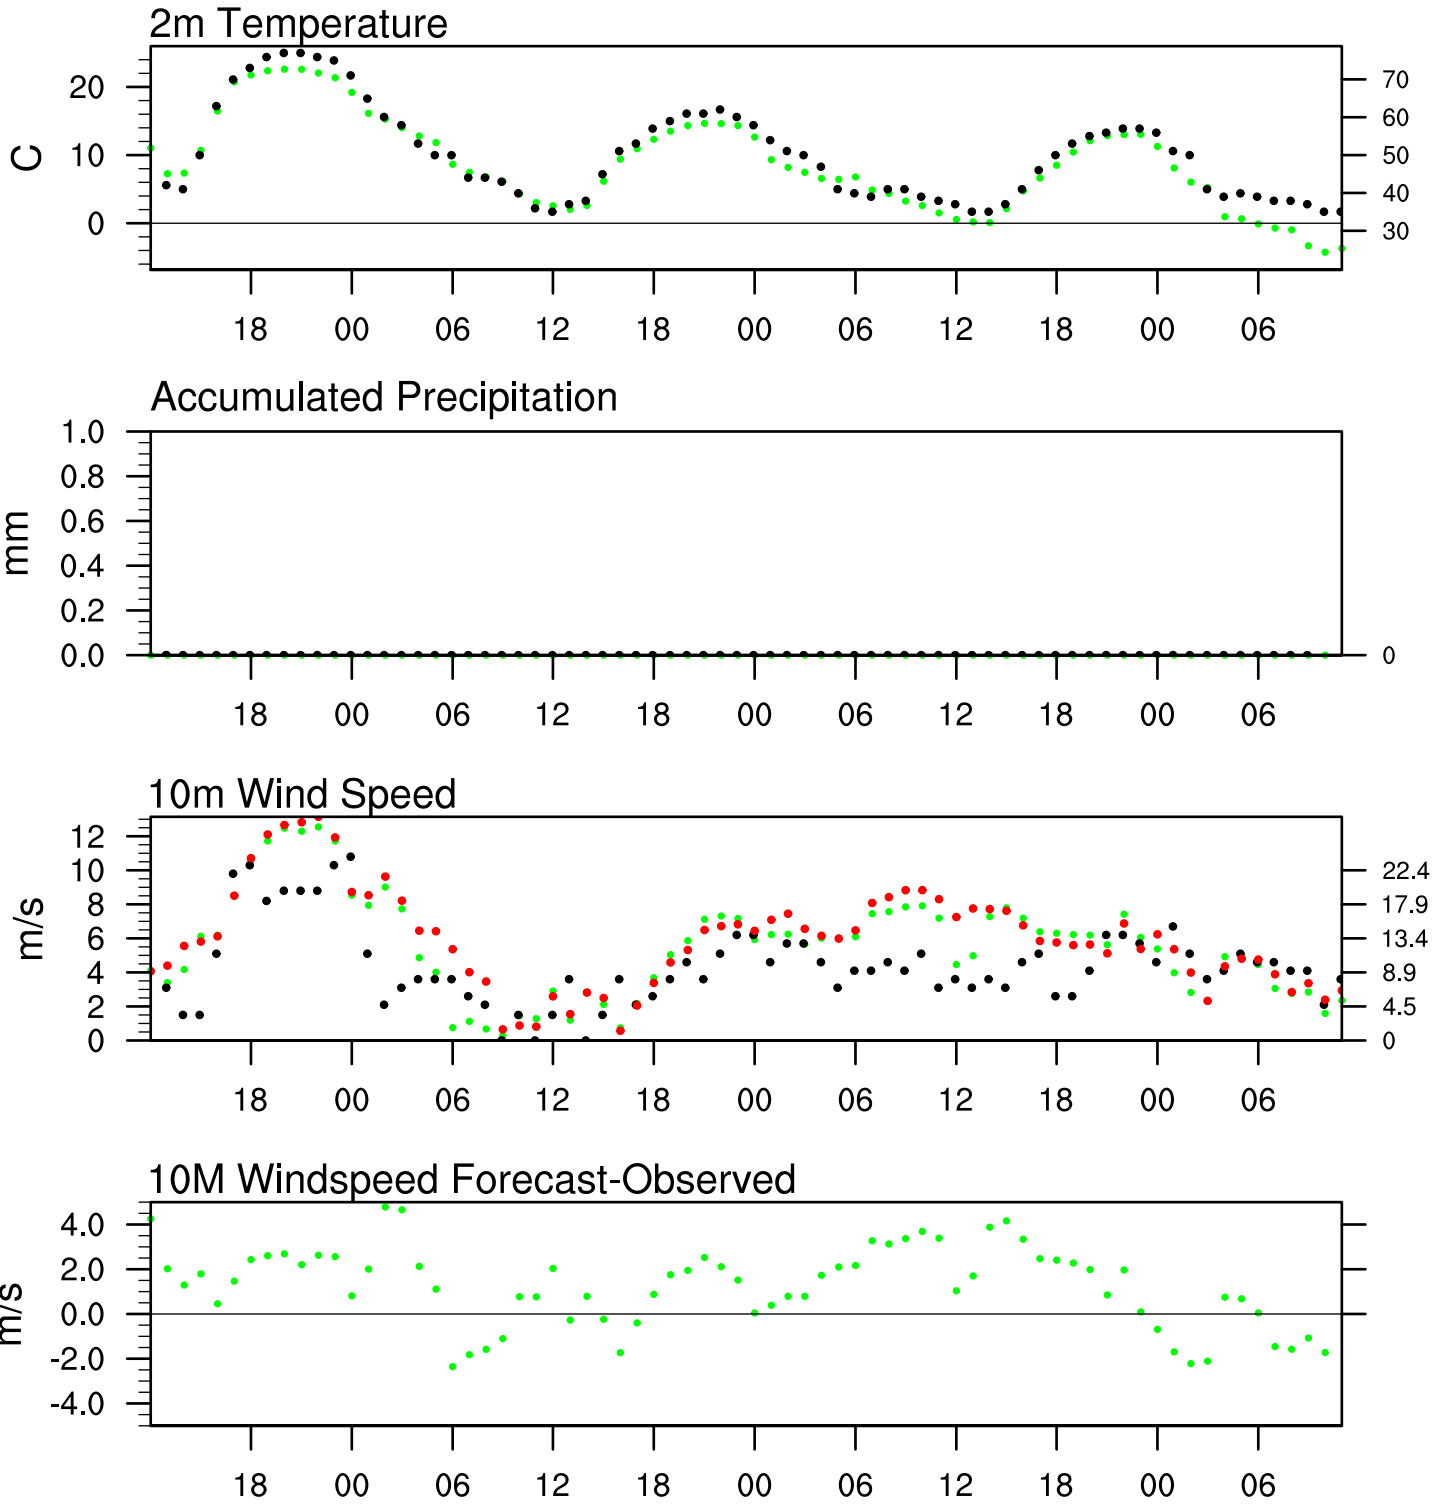 2m Temperature
C
20
10
0
70
60
50
40
30
18 00 06 12 18 00 06 12 18 00 06
Accumulated Precipitation
mm
1.0
0.8
0.6
0.4
0.2
0.0
0
18 00 06 12 18 00 06 12 18 00 06
10m Wind Speed
m/s
12
10
8
6
4
2
0
22.4
17.9
13.4
8.9
4.5
0
18 00 06 12 18 00 06 12 18 00 06
10M Windspeed Forecast-Observed
m/s
4.0
2.0
0.0
-2.0
-4.0
18 00 06 12 18 00 06 12 18 00 06